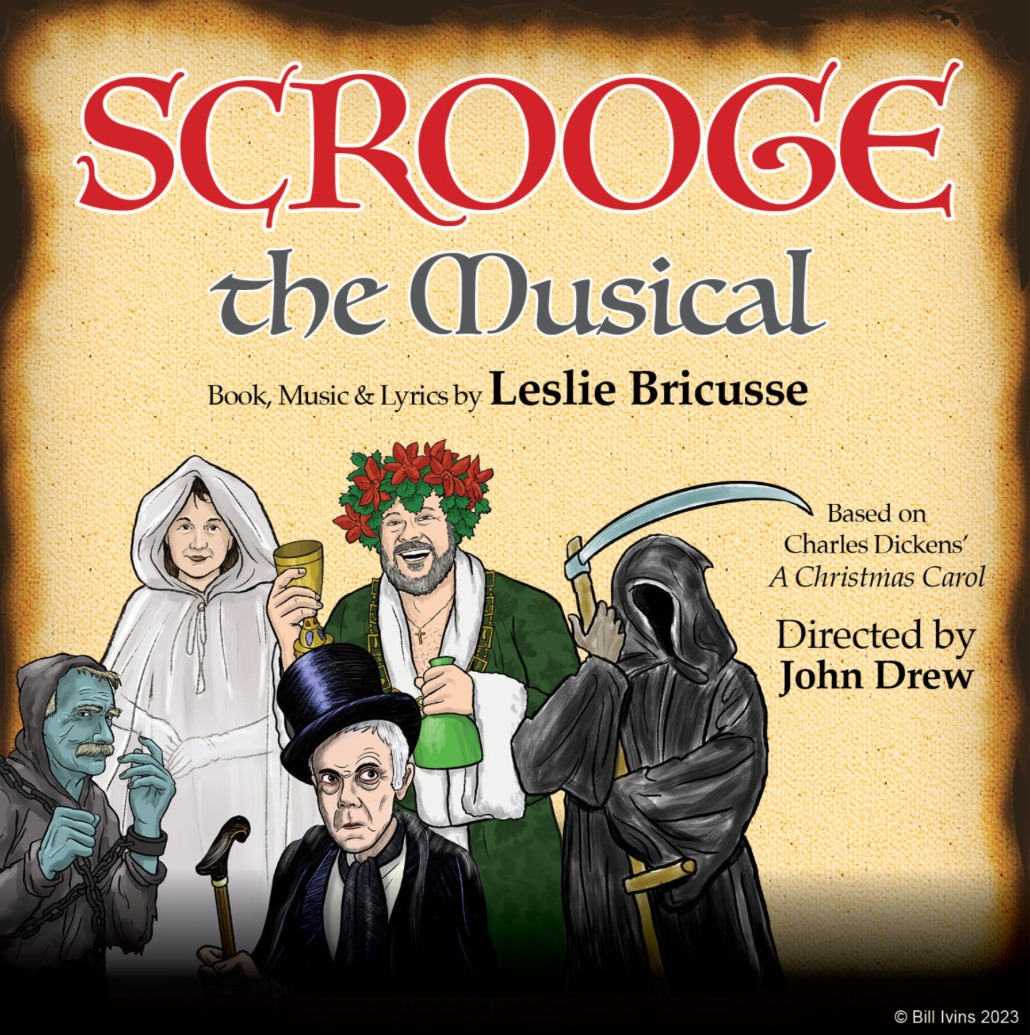 SCROOGE
the Musical
Book, Music & Lyrics by Leslie Bricusse
Based on
Charles Dickens’
A Christmas Carol
Directed by
John Drew
© Bill Ivins 2023